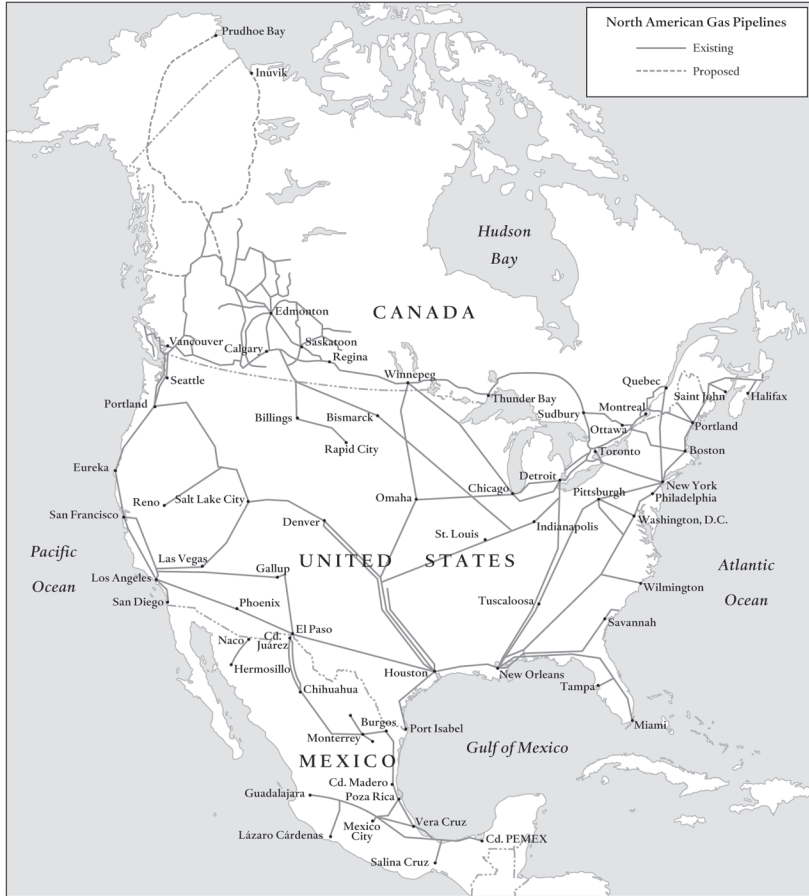 North American Gas Pipelines
Existing
Proposed
Prudhoe Bay
Inuvik
Hudson
Bay
CANADA
Edmonton
Vancouver
Calgary
Saskatoon
Regina
Winnepeg
Seattle
Thunder Bay
Quebec
Saint John
Halifax
Portland
Sudbury
Montreal
Ottawa
Portland
Billings
Bismarck
Rapid City
Toronto
Boston
Eureka
Detroit
Chicago
Pittsburgh
New York
Philadelphia
Reno
Salt Lake City
Omaha
San Francisco
Denver
St. Louis
Indianapolis
Washington, D.C.
Pacific
Ocean
Las Vegas
Gallup
UNITED STATES
Atlantic
Ocean
Los Angeles
San Diego
Phoenix
Tuscaloosa
Wilmington
Savannah
El Paso
Naco
Cd.
Juárez
Hermosillo
Houston
New Orleans
Tampa
Chihuahua
Miami
Burgos
Port Isabel
Monterrey
Gulf of Mexico
MEXICO
Cd. Madero
Guadalajara
Poza Rica
Mexico
City
Vera Cruz
Lázaro Cárdenas
Cd. PEMEX
Salina Cruz